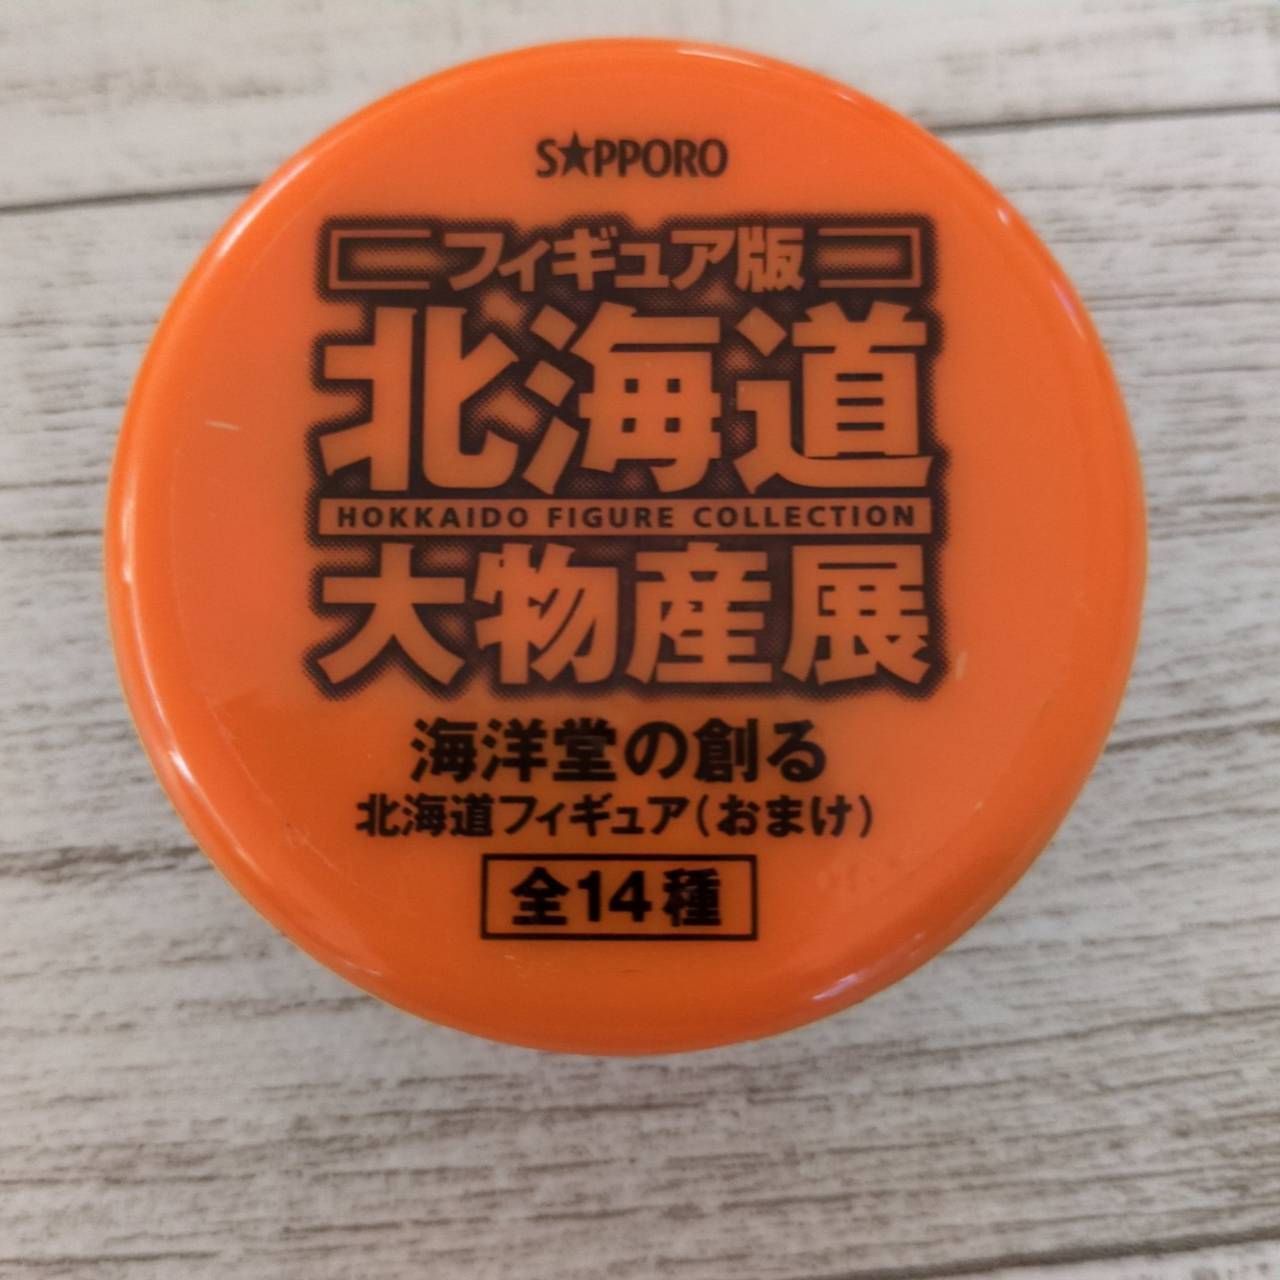 S★PPORO
フィギュア版
北海道
HOKKAIDO FIGURE COLLECTION
大物産展
海洋堂の創る
北海道フィギュア(おまけ)
全14種